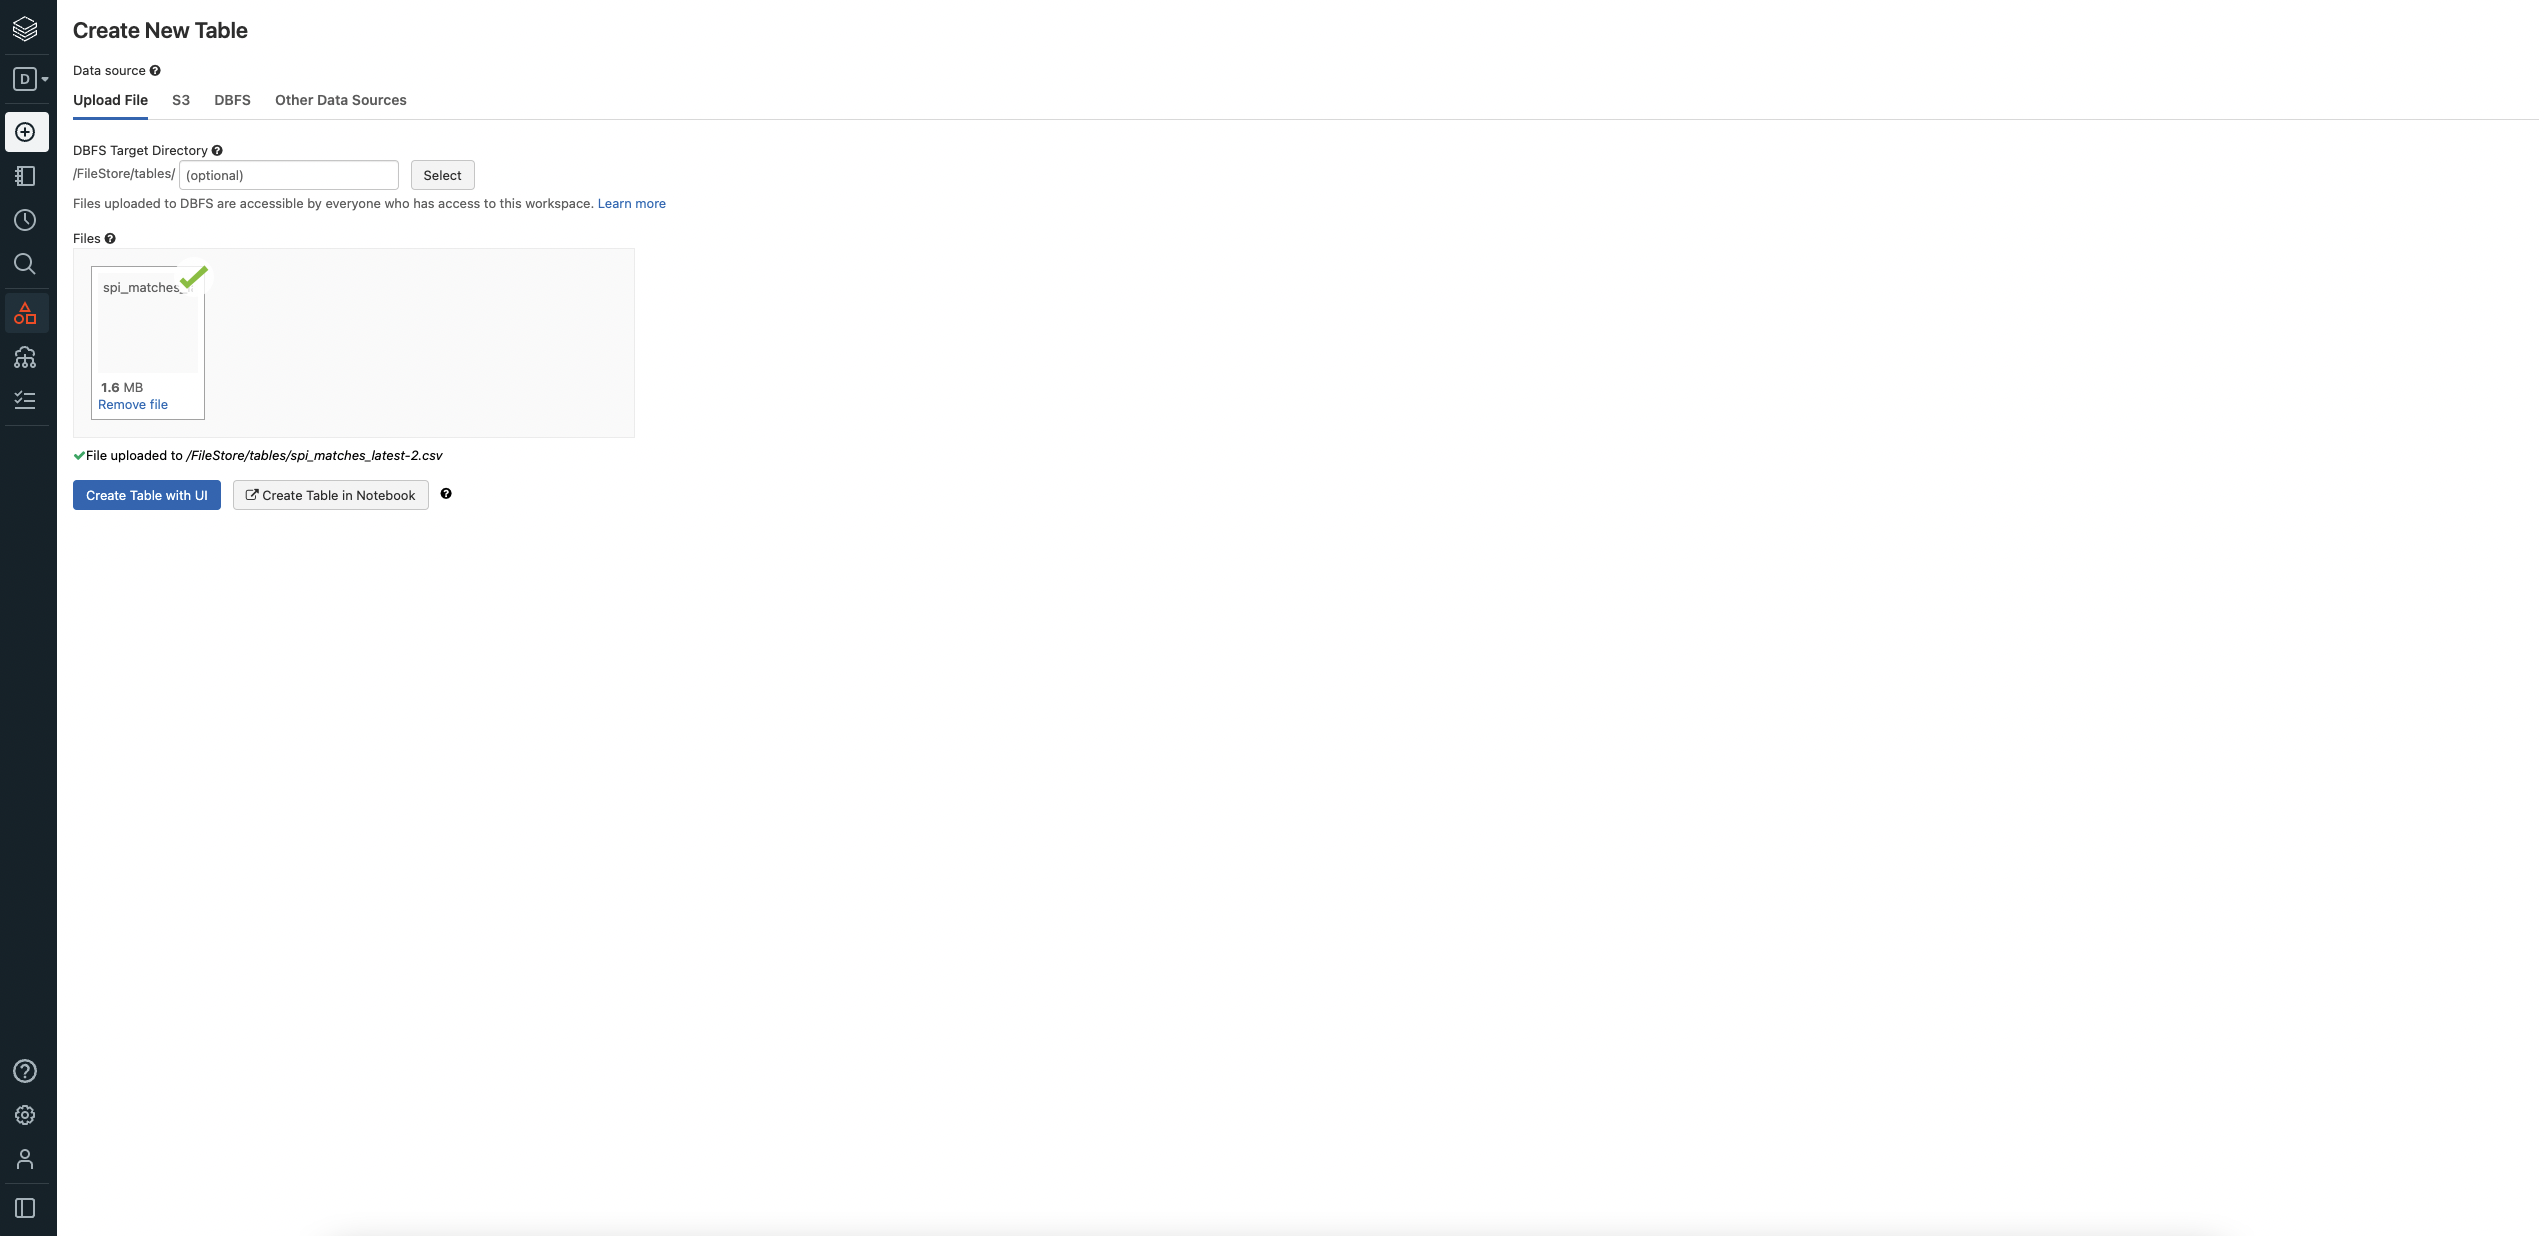 Create New Table
D
Data source
Upload File S3 DBFS Other Data Sources
DBFS Target Directory
/FileStore/tables/ (optional) Select
Files uploaded to DBFS are accessible by everyone who has access to this workspace. Learn more
Files
spi_matches_
1.6 MB
Remove file
File uploaded to /FileStore/tables/spi_matches_latest-2.csv
Create Table with UI Create Table in Notebook